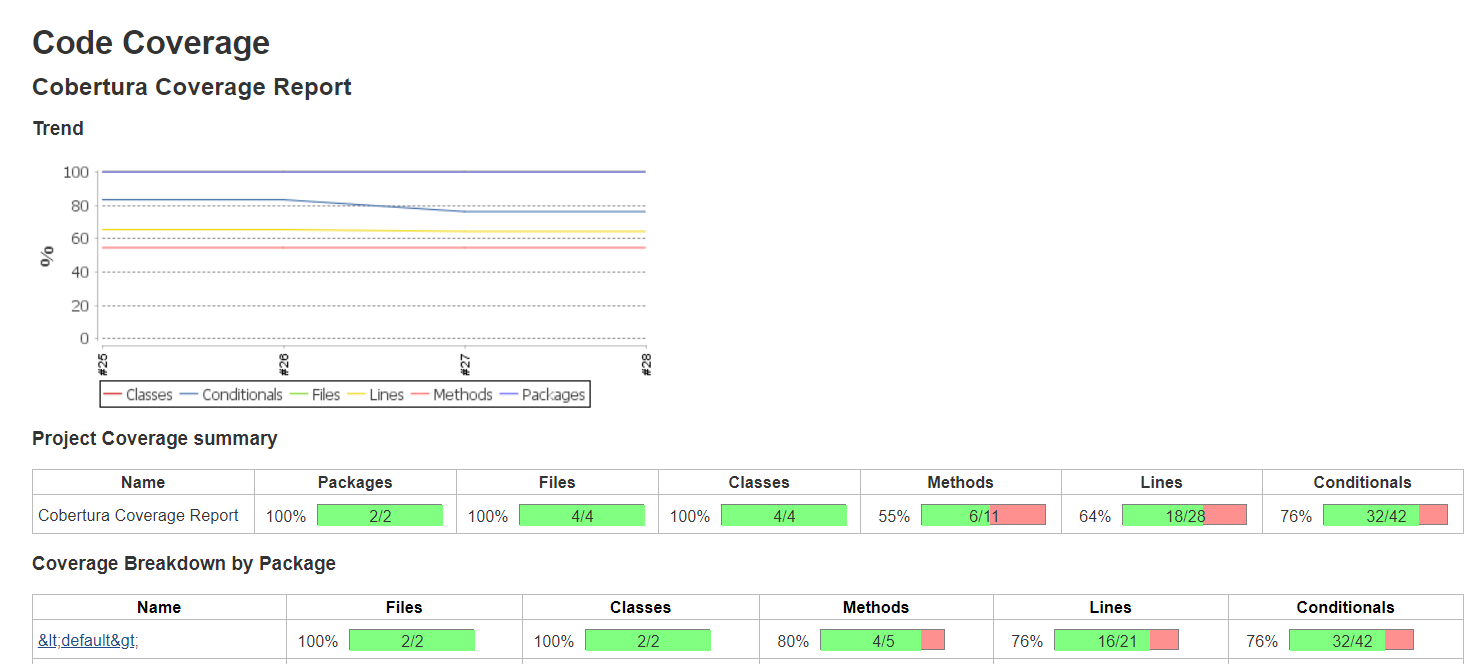 Code Coverage
Cobertura Coverage Report
Trend
100
80
60
40
20
0
%
#25 #26 #27 #28
Classes Conditionals Files Lines Methods Packages
Project Coverage summary
Name Packages Files Classes Methods Lines Conditionals
Cobertura Coverage Report 100% 2/2 100% 4/4 100% 4/4 55% 6/11 64% 18/28 76% 32/42
Coverage Breakdown by Package
Name Files Classes Methods Lines Conditionals
&lt;default&gt; 100% 2/2 100% 2/2 80% 4/5 76% 16/21 76% 32/42